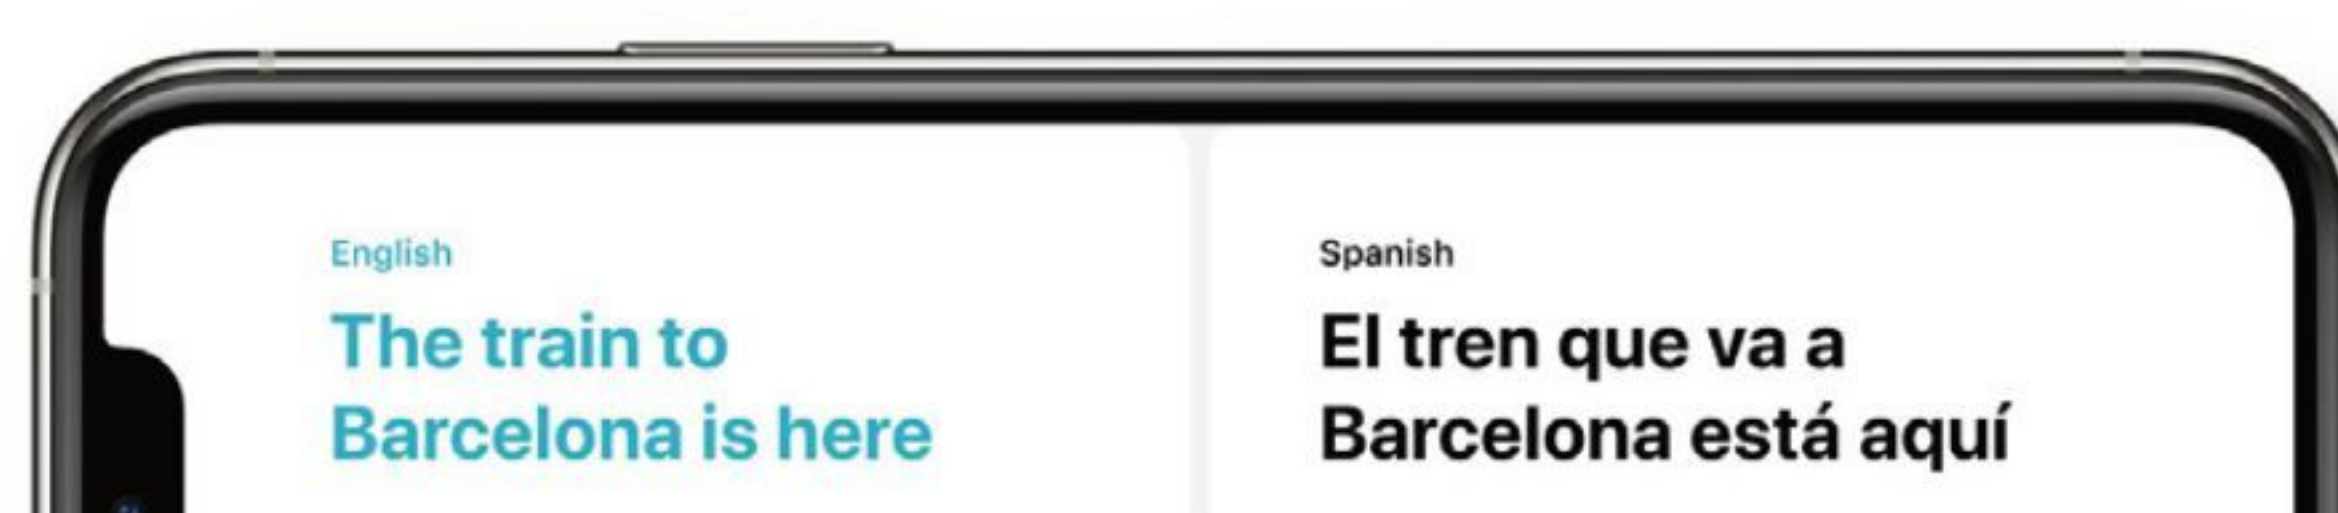 English
The train to
Barcelona is here
Spanish
El tren que va a
Barcelona está aquí